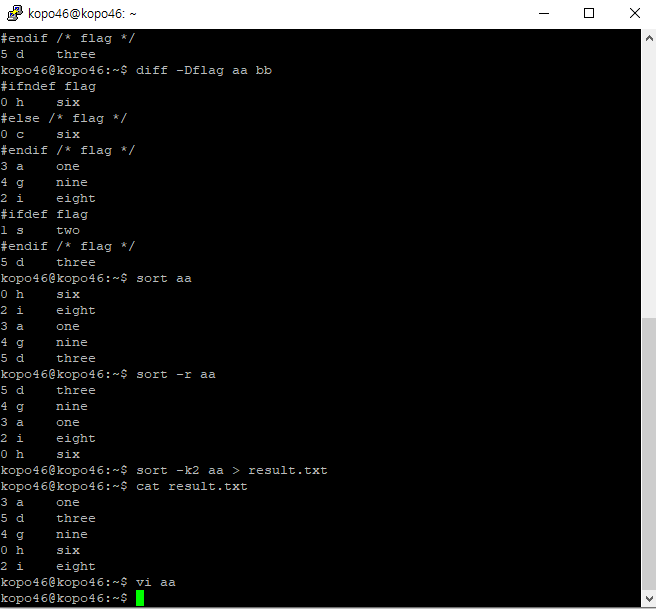 kopo46@kopo46: ~
#endif /* flag */
5 d    three
kopo46@kopo46:~$ diff -Dflag aa bb
#ifndef flag
0 h    six
#else /* flag */
0 c    six
#endif /* flag */
3 a    one
4 g    nine
2 i    eight
#ifdef flag
1 s    two
#endif /* flag */
5 d    three
kopo46@kopo46:~$ sort aa
0 h    six
2 i    eight
3 a    one
4 g    nine
5 d    three
kopo46@kopo46:~$ sort -r aa
5 d    three
4 g    nine
3 a    one
2 i    eight
0 h    six
kopo46@kopo46:~$ sort -k2 aa > result.txt
kopo46@kopo46:~$ cat result.txt
3 a    one
5 d    three
4 g    nine
0 h    six
2 i    eight
kopo46@kopo46:~$ vi aa
kopo46@kopo46:~$